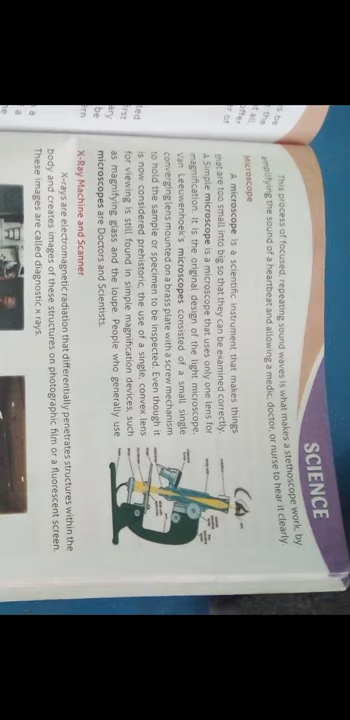 SCIENCE
This process of focused, repeating sound waves is what makes a stethoscope work, by
amplifying the sound of a heartbeat and allowing a medic, doctor, or nurse to hear it clearly.
Microscope
A microscope is a scientific instrument that makes things
that are too small into big so that they can be examined correctly.
A Simple microscope is a microscope that uses only one lens for
magnification. It is the original design of the light microscope.
Van Leeuwenhoek's microscopes consisted of a small single
converging lens mounted on a brass plate with a screw mechanism
to hold the sample or specimen to be inspected. Even though it
is now considered prehistoric, the use of a single, convex lens
for viewing is still found in simple magnification devices, such
as magnifying glass and the loupe. People who generally use
microscopes are Doctors and Scientists.
X-Ray Machine and Scanner
X-rays are electromagnetic radiation that differentially penetrates structures within the
body and creates images of these structures on photographic film or a fluorescent screen.
These images are called diagnostic x rays.